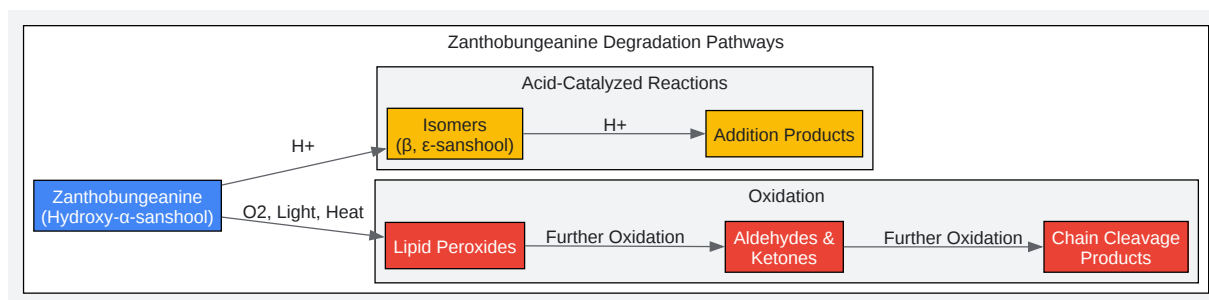 Zanthobungeanine Degradation Pathways
Acid-Catalyzed Reactions
Isomers
(β, ε-sanshool)
H+
Addition Products
H+
Zanthobungeanine
(Hydroxy-α-sanshool)
O2, Light, Heat
Oxidation
Lipid Peroxides
Further Oxidation
Aldehydes &
Ketones
Further Oxidation
Chain Cleavage
Products